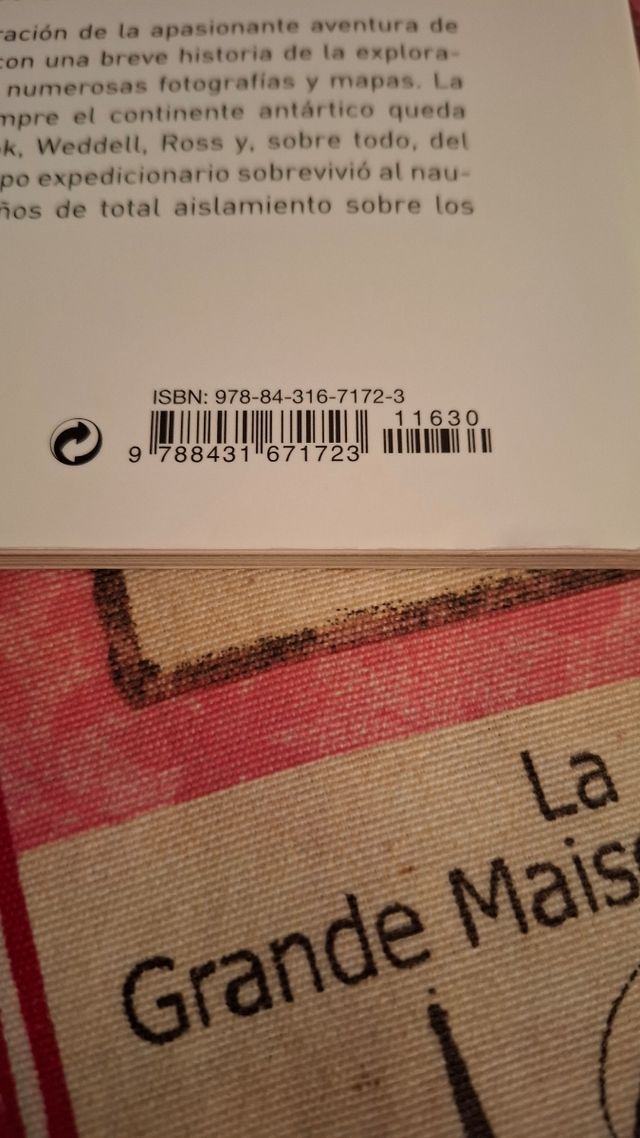 ración de la apasionante aventura de
con una breve historia de la explora-
numerosas fotografías y mapas. La
mpre el continente antártico queda
ok, Weddell, Ross y, sobre todo, del
po expedicionario sobrevivió al nau-
ños de total aislamiento sobre los
ISBN: 978-84-316-7172-3
11630
9 788431 671723
La
Grande Mais